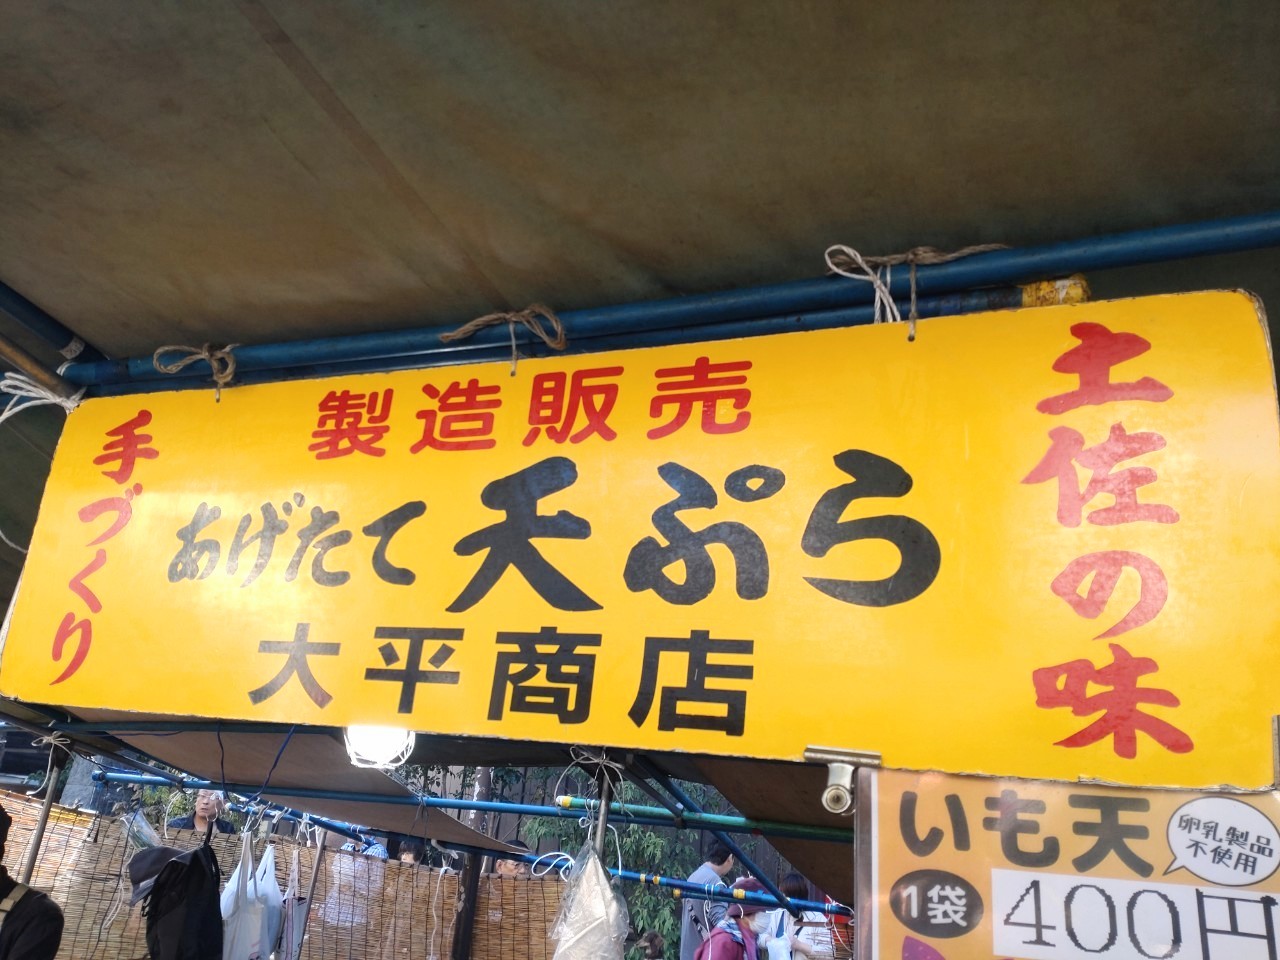 土佐の味
製造販売
あげたて天ぷら
大平商店
手づくり
いも天
卵乳製品
不使用
1袋
400円